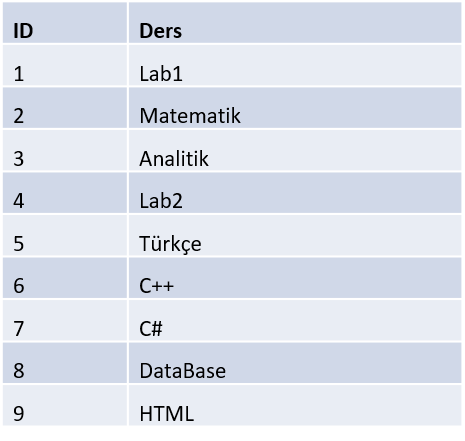 ID Ders
1 Lab1
2 Matematik
3 Analitik
4 Lab2
5 Türkçe
6 C++
7 C#
8 DataBase
9 HTML